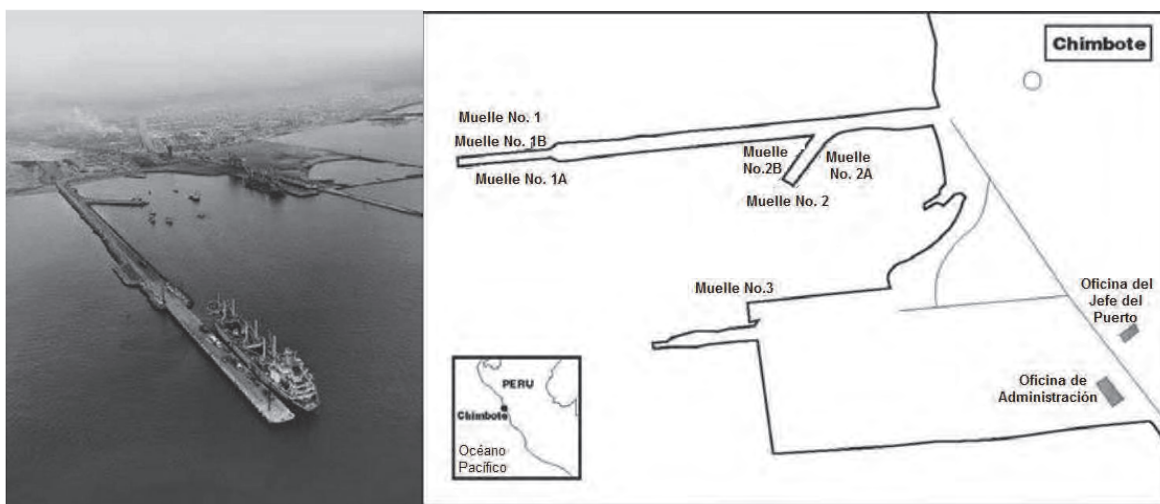 Chimbote
Muelle No. 1
Muelle No. 1B
Muelle No. 1A
Muelle
No.2B
Muelle
No. 2A
Muelle No. 2
Muelle No.3
Oficina del
Jefe del
Puerto
Oficina de
Administración
PERU
Chimbote
Océano
Pacífico